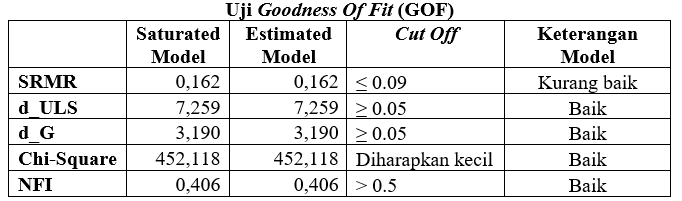 Uji Goodness Of Fit (GOF)
Saturated Model Estimated Model Cut Off Keterangan Model
SRMR 0,162 0,162 ≤ 0.09 Kurang baik
d_ULS 7,259 7,259 ≥ 0.05 Baik
d_G 3,190 3,190 ≥ 0.05 Baik
Chi-Square 452,118 452,118 Diharapkan kecil Baik
NFI 0,406 0,406 > 0.5 Baik